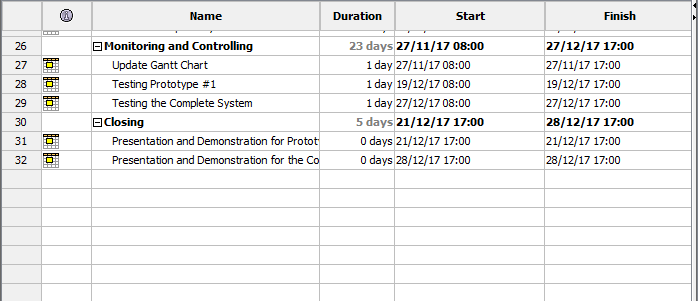 Name Duration Start Finish
26 Monitoring and Controlling 23 days 27/11/17 08:00 27/12/17 17:00
27 Update Gantt Chart 1 day 27/11/17 08:00 27/11/17 17:00
28 Testing Prototype #1 1 day 19/12/17 08:00 19/12/17 17:00
29 Testing the Complete System 1 day 27/12/17 08:00 27/12/17 17:00
30 Closing 5 days 21/12/17 17:00 28/12/17 17:00
31 Presentation and Demonstration for Protot 0 days 21/12/17 17:00 21/12/17 17:00
32 Presentation and Demonstration for the Co 0 days 28/12/17 17:00 28/12/17 17:00